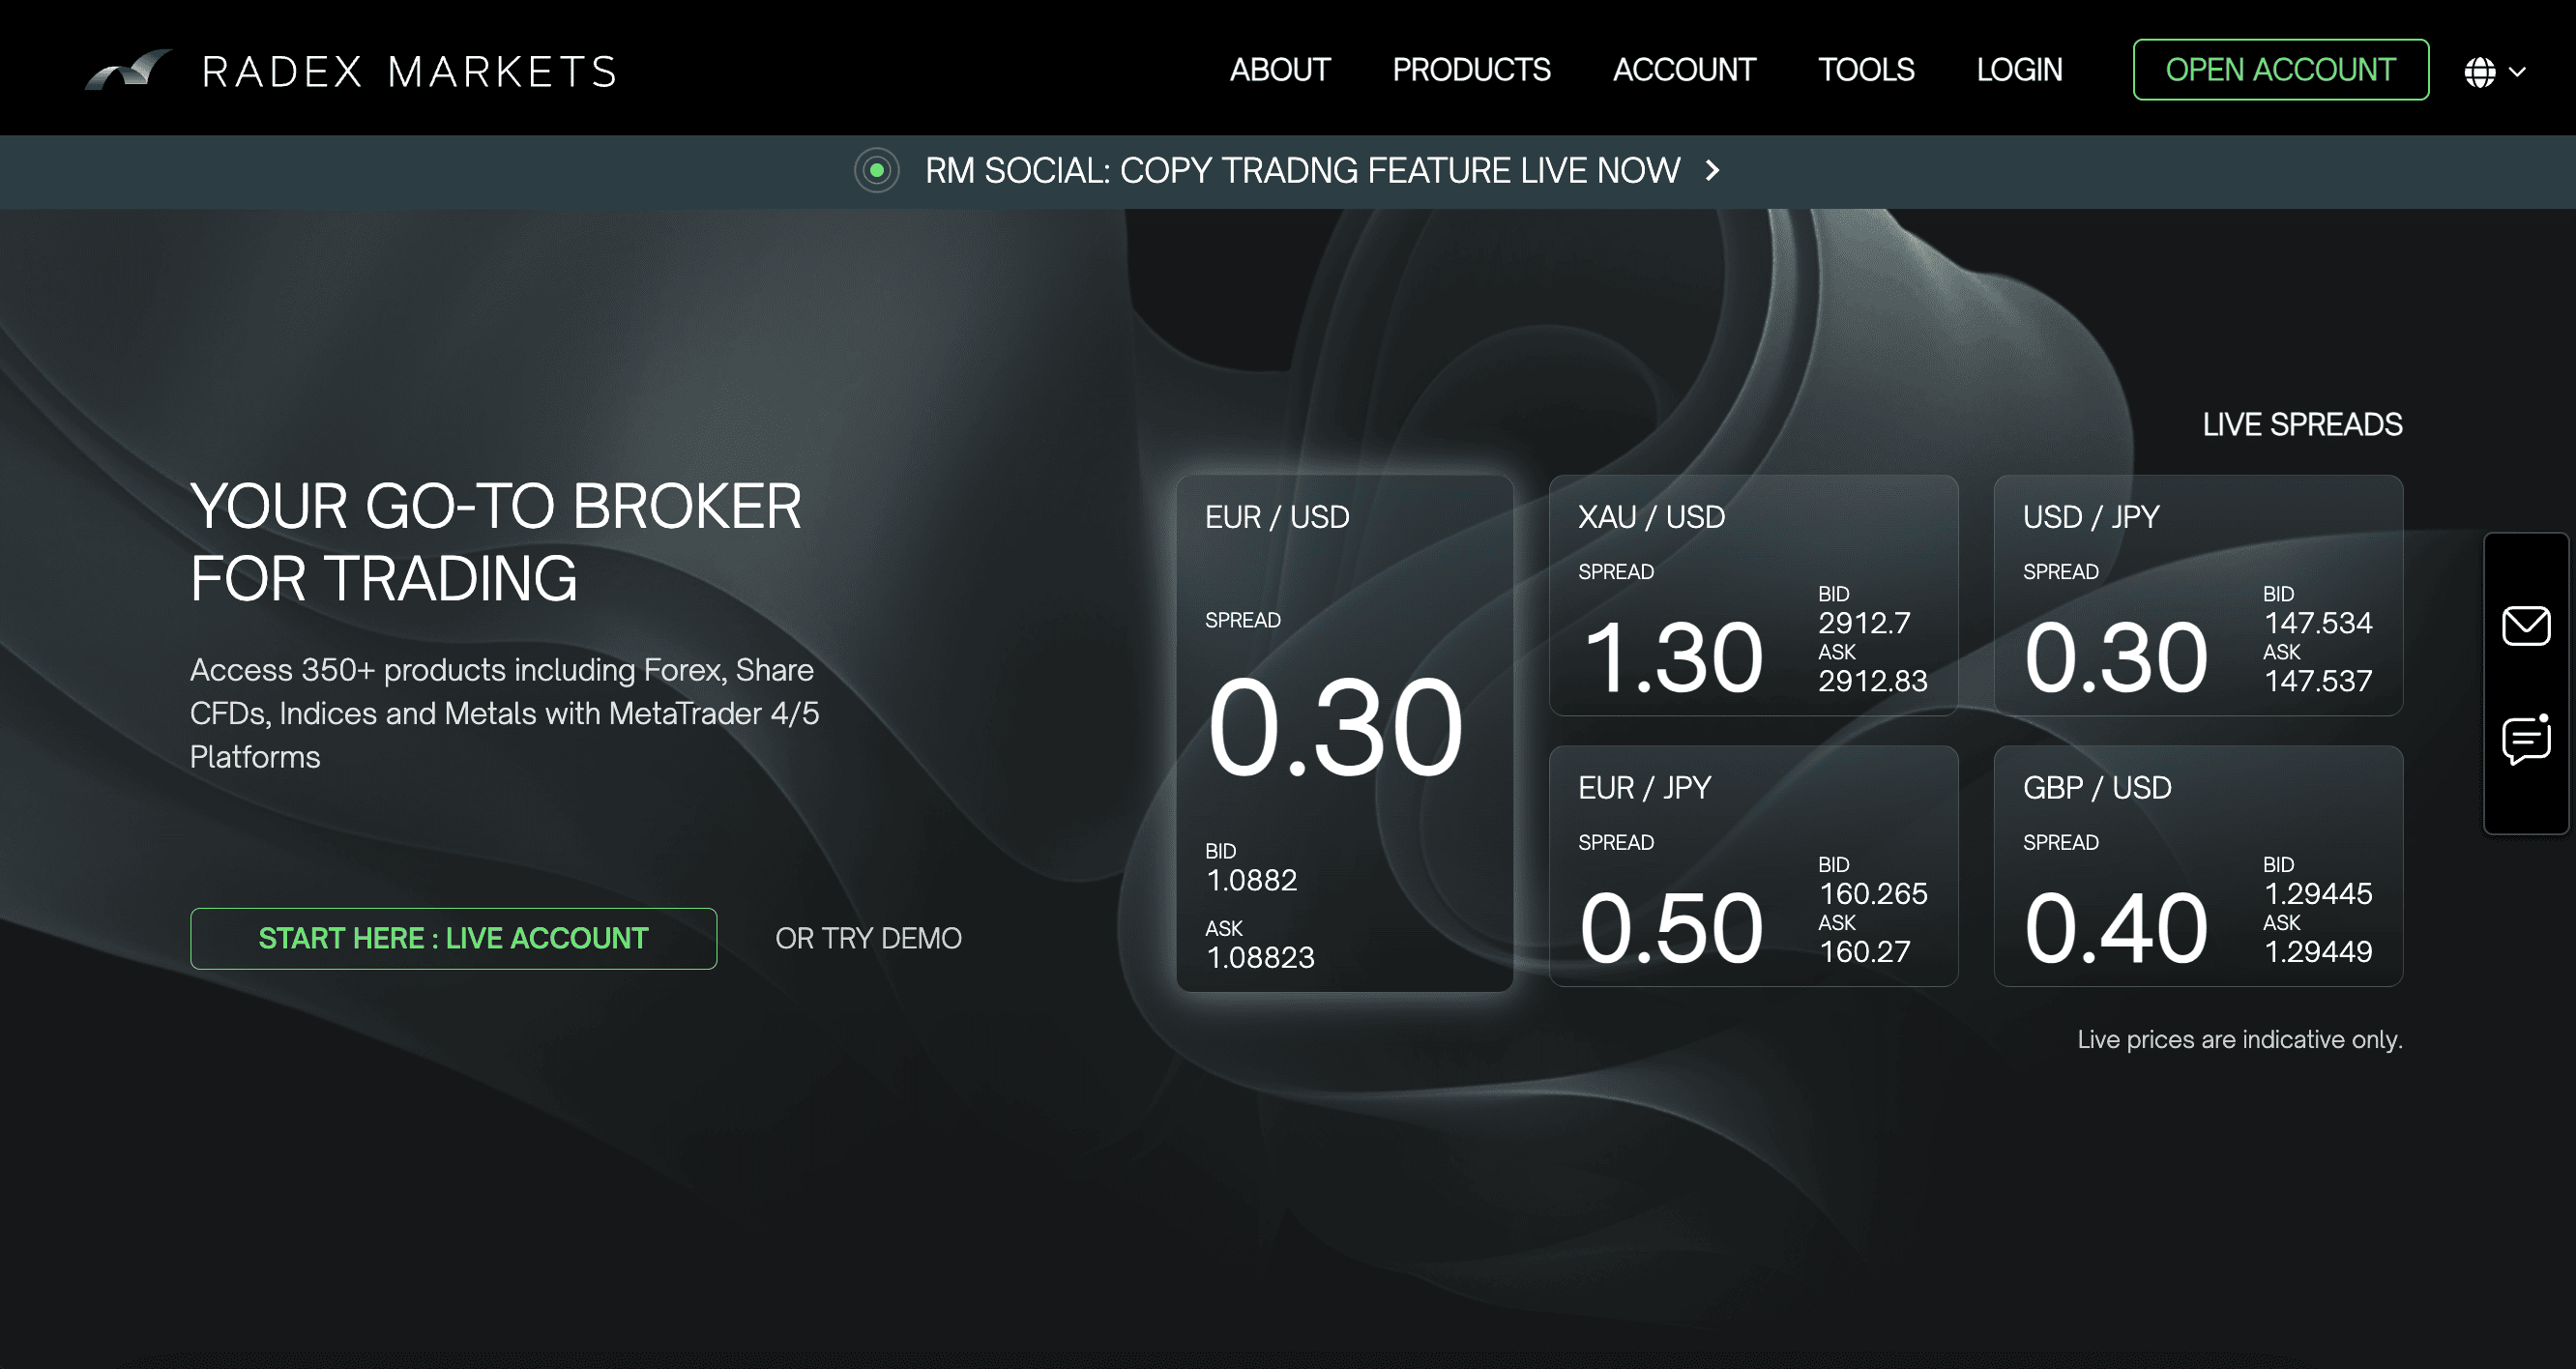 RADEX MARKETS
ABOUT
PRODUCTS
ACCOUNT
TOOLS
LOGIN
OPEN ACCOUNT
RM SOCIAL: COPY TRADNG FEATURE LIVE NOW
YOUR GO-TO BROKER
FOR TRADING
Access 350+ products including Forex, Share
CFDs, Indices and Metals with MetaTrader 4/5
Platforms
START HERE : LIVE ACCOUNT
OR TRY DEMO
LIVE SPREADS
EUR / USD
SPREAD
0.30
BID
1.0882
ASK
1.08823
XAU / USD
SPREAD
1.30
BID
2912.7
ASK
2912.83
USD / JPY
SPREAD
0.30
BID
147.534
ASK
147.537
EUR / JPY
SPREAD
0.50
BID
160.265
ASK
160.27
GBP / USD
SPREAD
0.40
BID
1.29445
ASK
1.29449
Live prices are indicative only.